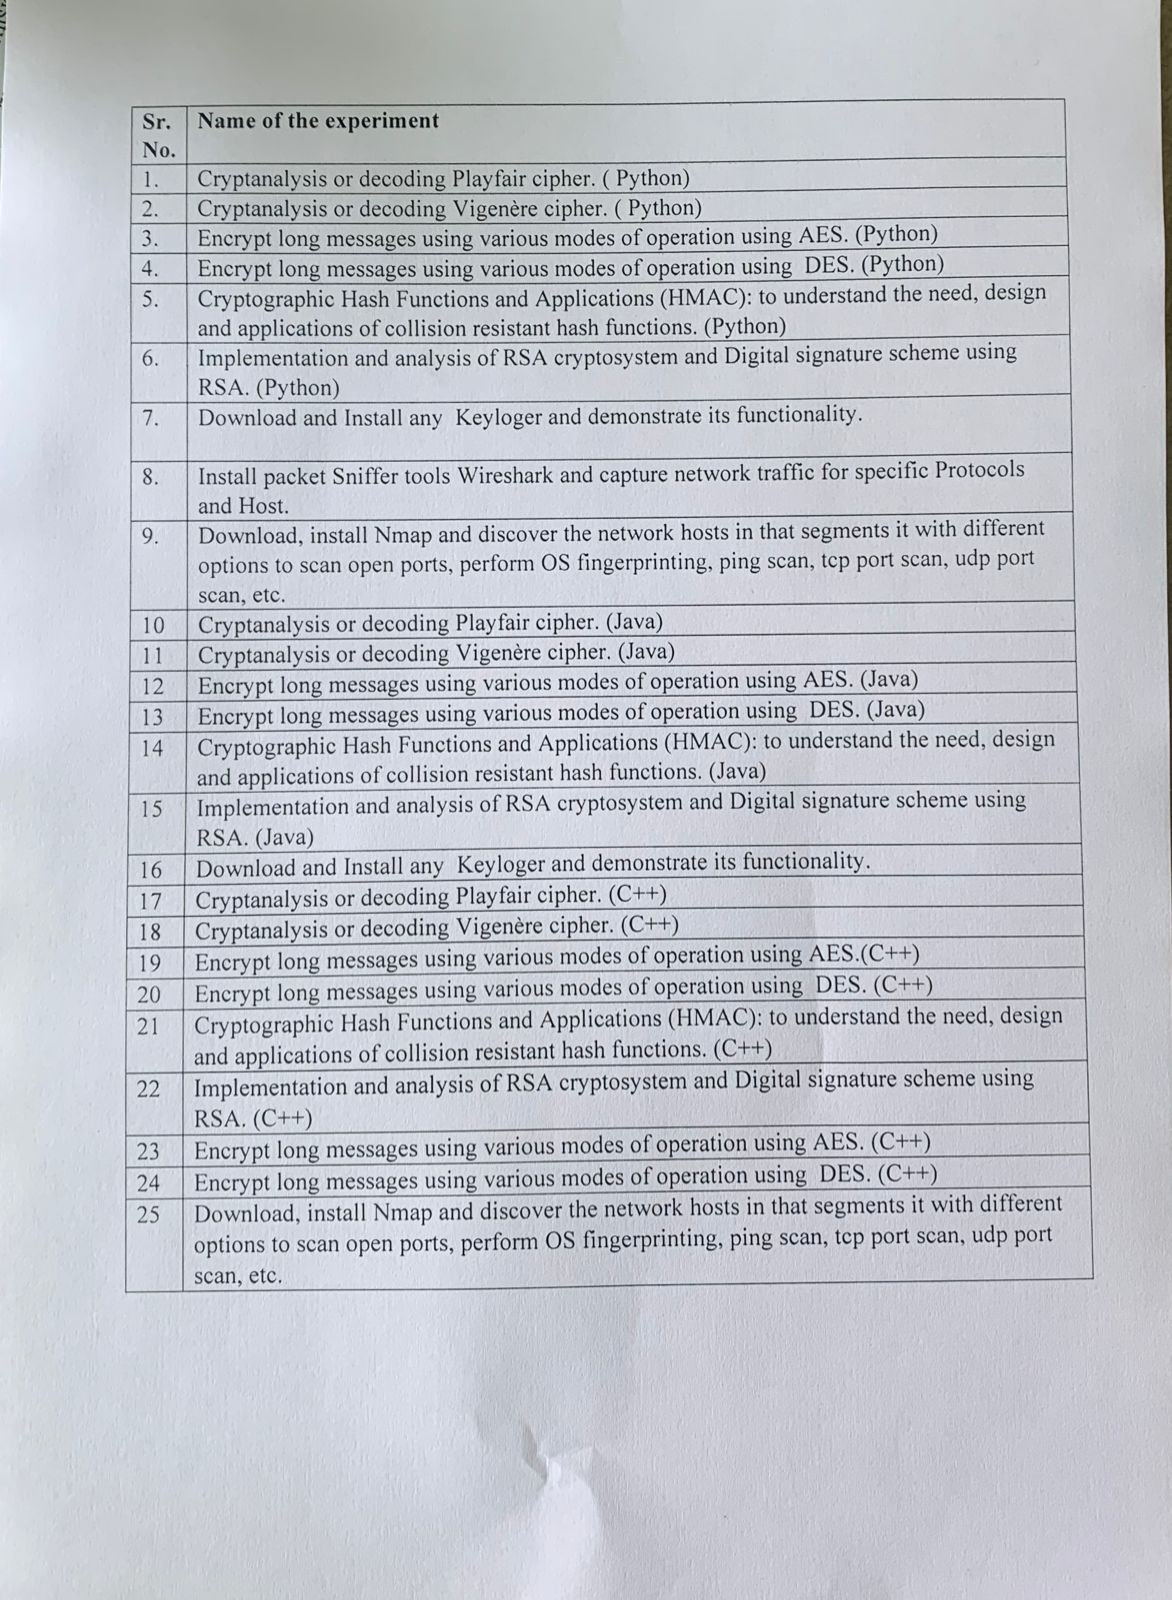 Sr. No.
Name of the experiment
1. Cryptanalysis or decoding Playfair cipher. ( Python)
2. Cryptanalysis or decoding Vigenère cipher. ( Python)
3. Encrypt long messages using various modes of operation using AES. (Python)
4. Encrypt long messages using various modes of operation using DES. (Python)
5. Cryptographic Hash Functions and Applications (HMAC): to understand the need, design
and applications of collision resistant hash functions. (Python)
6. Implementation and analysis of RSA cryptosystem and Digital signature scheme using
RSA. (Python)
7. Download and Install any Keyloger and demonstrate its functionality.
8. Install packet Sniffer tools Wireshark and capture network traffic for specific Protocols
and Host.
9. Download, install Nmap and discover the network hosts in that segments it with different
options to scan open ports, perform OS fingerprinting, ping scan, tcp port scan, udp port
scan, etc.
10 Cryptanalysis or decoding Playfair cipher. (Java)
11 Cryptanalysis or decoding Vigenère cipher. (Java)
12 Encrypt long messages using various modes of operation using AES. (Java)
13 Encrypt long messages using various modes of operation using DES. (Java)
14 Cryptographic Hash Functions and Applications (HMAC): to understand the need, design
and applications of collision resistant hash functions. (Java)
15 Implementation and analysis of RSA cryptosystem and Digital signature scheme using
RSA. (Java)
16 Download and Install any Keyloger and demonstrate its functionality.
17 Cryptanalysis or decoding Playfair cipher. (C++)
18 Cryptanalysis or decoding Vigenère cipher. (C++)
19 Encrypt long messages using various modes of operation using AES.(C++)
20 Encrypt long messages using various modes of operation using DES. (C++)
21 Cryptographic Hash Functions and Applications (HMAC): to understand the need, design
and applications of collision resistant hash functions. (C++)
22 Implementation and analysis of RSA cryptosystem and Digital signature scheme using
RSA. (C++)
23 Encrypt long messages using various modes of operation using AES. (C++)
24 Encrypt long messages using various modes of operation using DES. (C++)
25 Download, install Nmap and discover the network hosts in that segments it with different
options to scan open ports, perform OS fingerprinting, ping scan, tcp port scan, udp port
scan, etc.